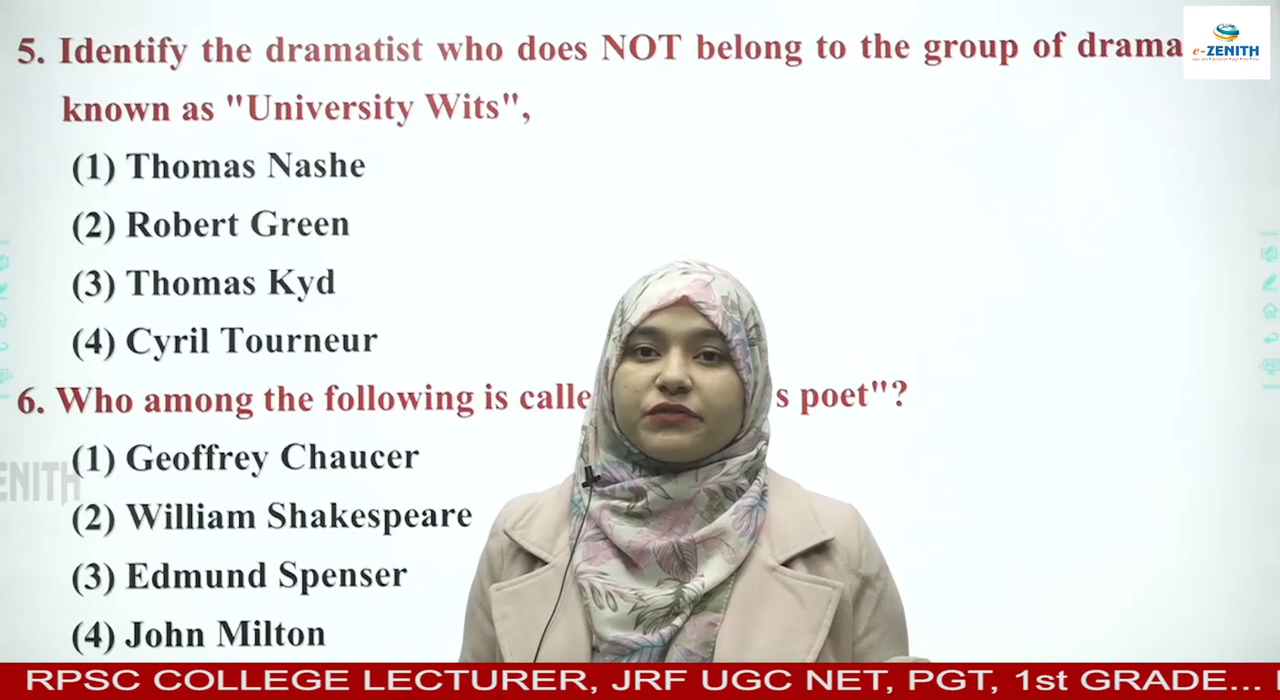 5. Identify the dramatist who does NOT belong to the group of drama
e-ZENITH
known as "University Wits",
(1) Thomas Nashe
(2) Robert Green
(3) Thomas Kyd
(4) Cyril Tourneur
6. Who among the following is calle s poet"?
(1) Geoffrey Chaucer
ENITH
(2) William Shakespeare
(3) Edmund Spenser
(4) John Milton
RPSC COLLEGE LECTURER, JRF UGC NET, PGT, 1st GRADE...